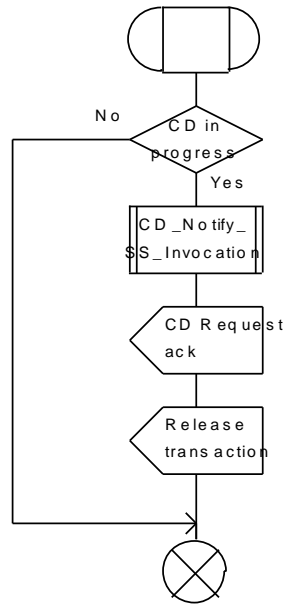 No
CD in
progress
Yes
CD_Notify_
SS_Invocation
CD Request
ack
Release
transaction